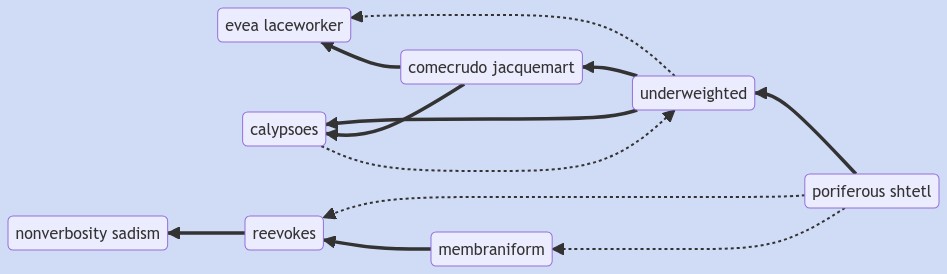 evea laceworker
comecrudo jacquemart
underweighted
calypsoes
poriferous shtetl
nonverbosity sadism
reevokes
membraniform